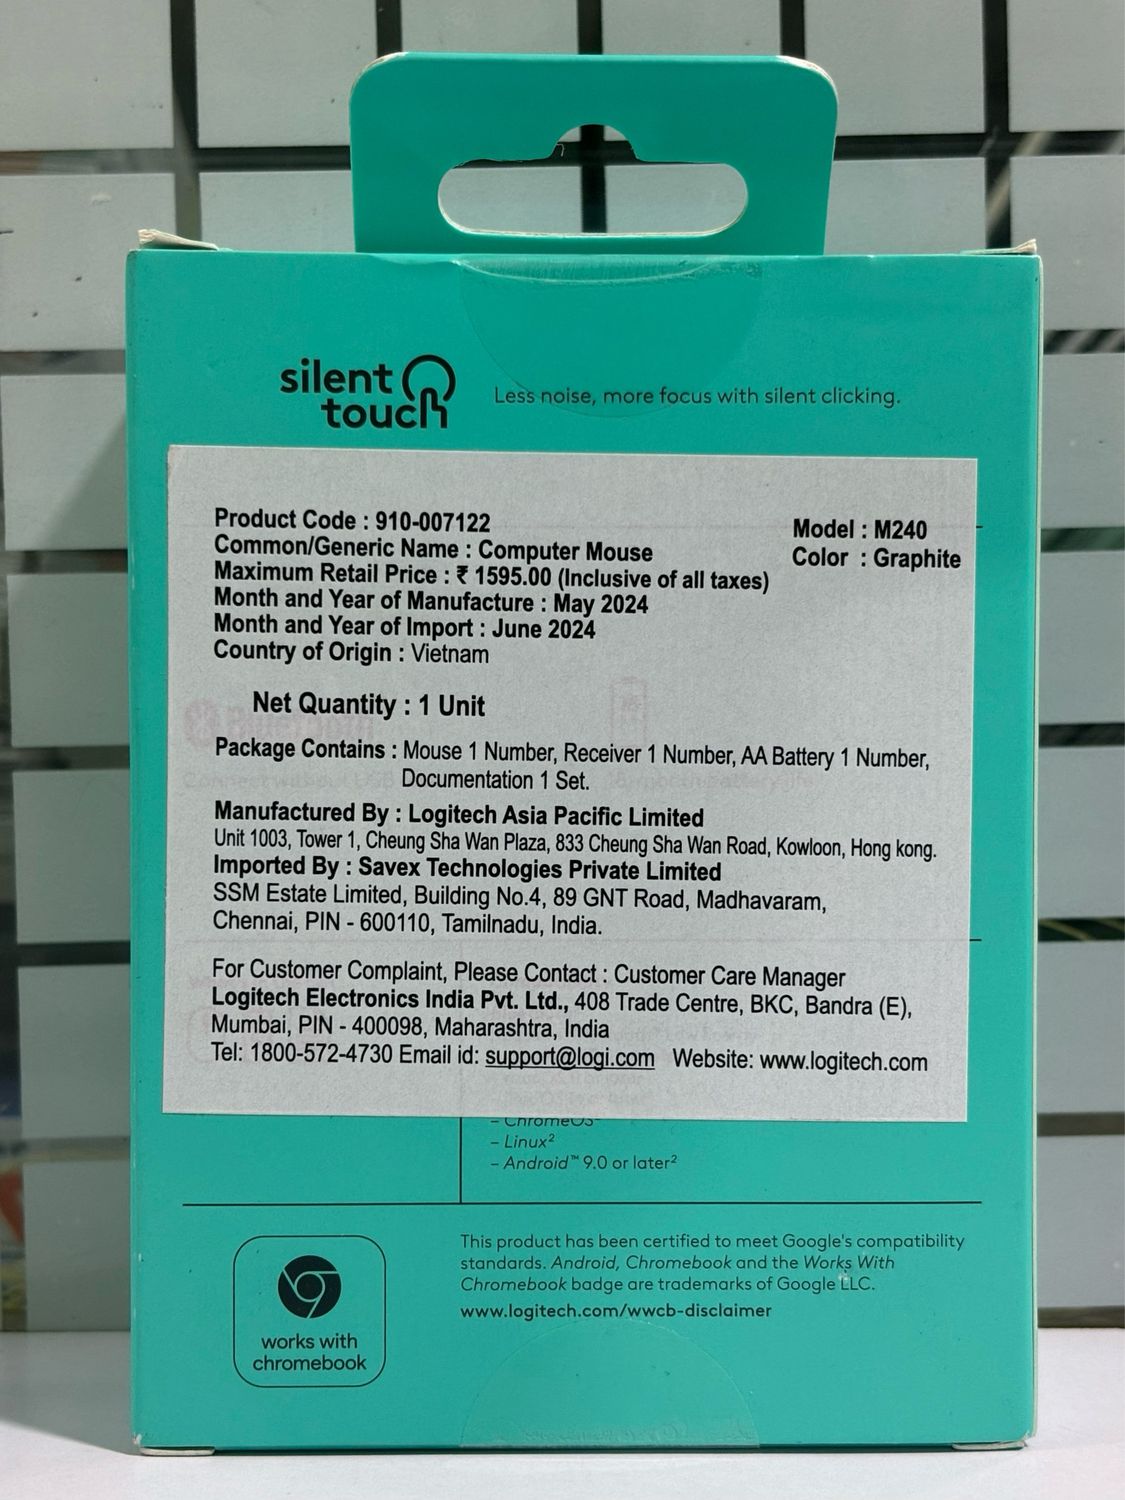 silent
touch
Less noise, more focus with silent clicking.
Product Code : 910-007122
Model : M240
Common/Generic Name : Computer Mouse
Color : Graphite
Maximum Retail Price : ₹ 1595.00 (Inclusive of all taxes)
Month and Year of Manufacture : May 2024
Month and Year of Import : June 2024
Country of Origin : Vietnam
Net Quantity : 1 Unit
Package Contains : Mouse 1 Number, Receiver 1 Number, AA Battery 1 Number,
Documentation 1 Set.
Manufactured By : Logitech Asia Pacific Limited
Unit 1003, Tower 1, Cheung Sha Wan Plaza, 833 Cheung Sha Wan Road, Kowloon, Hong kong.
Imported By : Savex Technologies Private Limited
SSM Estate Limited, Building No.4, 89 GNT Road, Madhavaram,
Chennai, PIN - 600110, Tamilnadu, India.
For Customer Complaint, Please Contact : Customer Care Manager
Logitech Electronics India Pvt. Ltd., 408 Trade Centre, BKC, Bandra (E),
Mumbai, PIN - 400098, Maharashtra, India
Tel: 1800-572-4730 Email id: support@logi.com Website: www.logitech.com
– ChromeOS²
– Linux²
– Android™ 9.0 or later²
This product has been certified to meet Google's compatibility
standards. Android, Chromebook and the Works With
Chromebook badge are trademarks of Google LLC.
www.logitech.com/wwcb-disclaimer
works with
chromebook